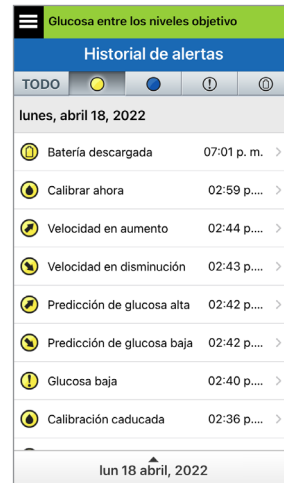 Glucosa entre los niveles objetivo
Historial de alertas
TODO
lunes, abril 18, 2022
Batería descargada 07:01 p. m.
Calibrar ahora 02:59 p....
Velocidad en aumento 02:44 p....
Velocidad en disminución 02:43 p....
Predicción de glucosa alta 02:42 p....
Predicción de glucosa baja 02:42 p....
Glucosa baja 02:40 p....
Calibración caducada 02:36 p....
lun 18 abril, 2022